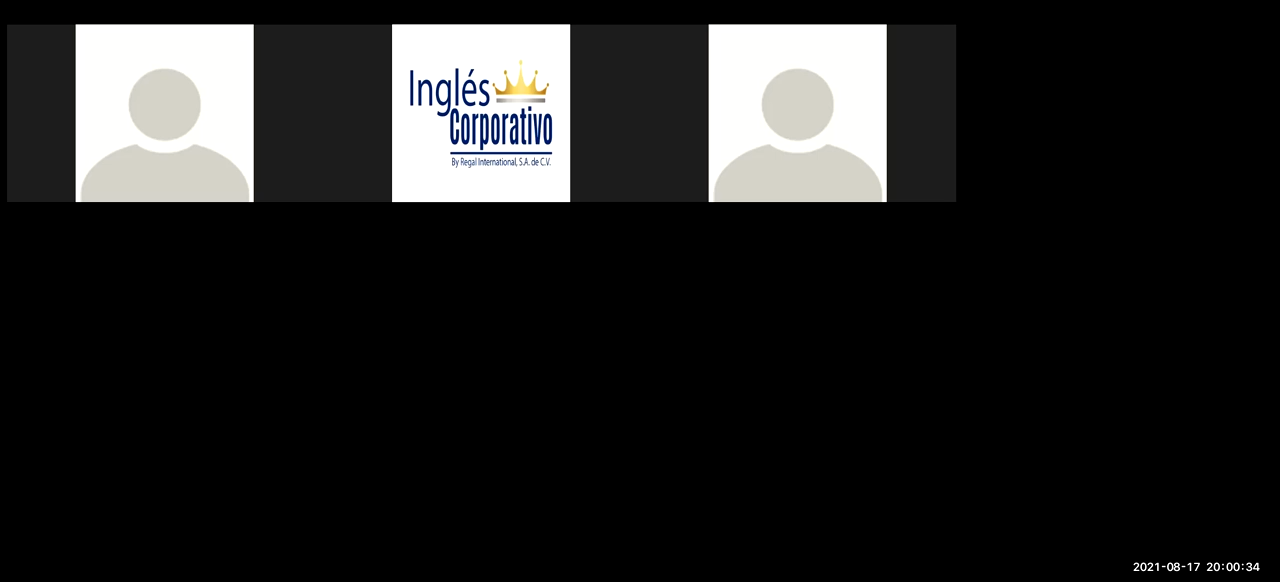 Inglés
Corporativo
By Regal International, S.A. de C.V.
2021-08-17 20:00:34